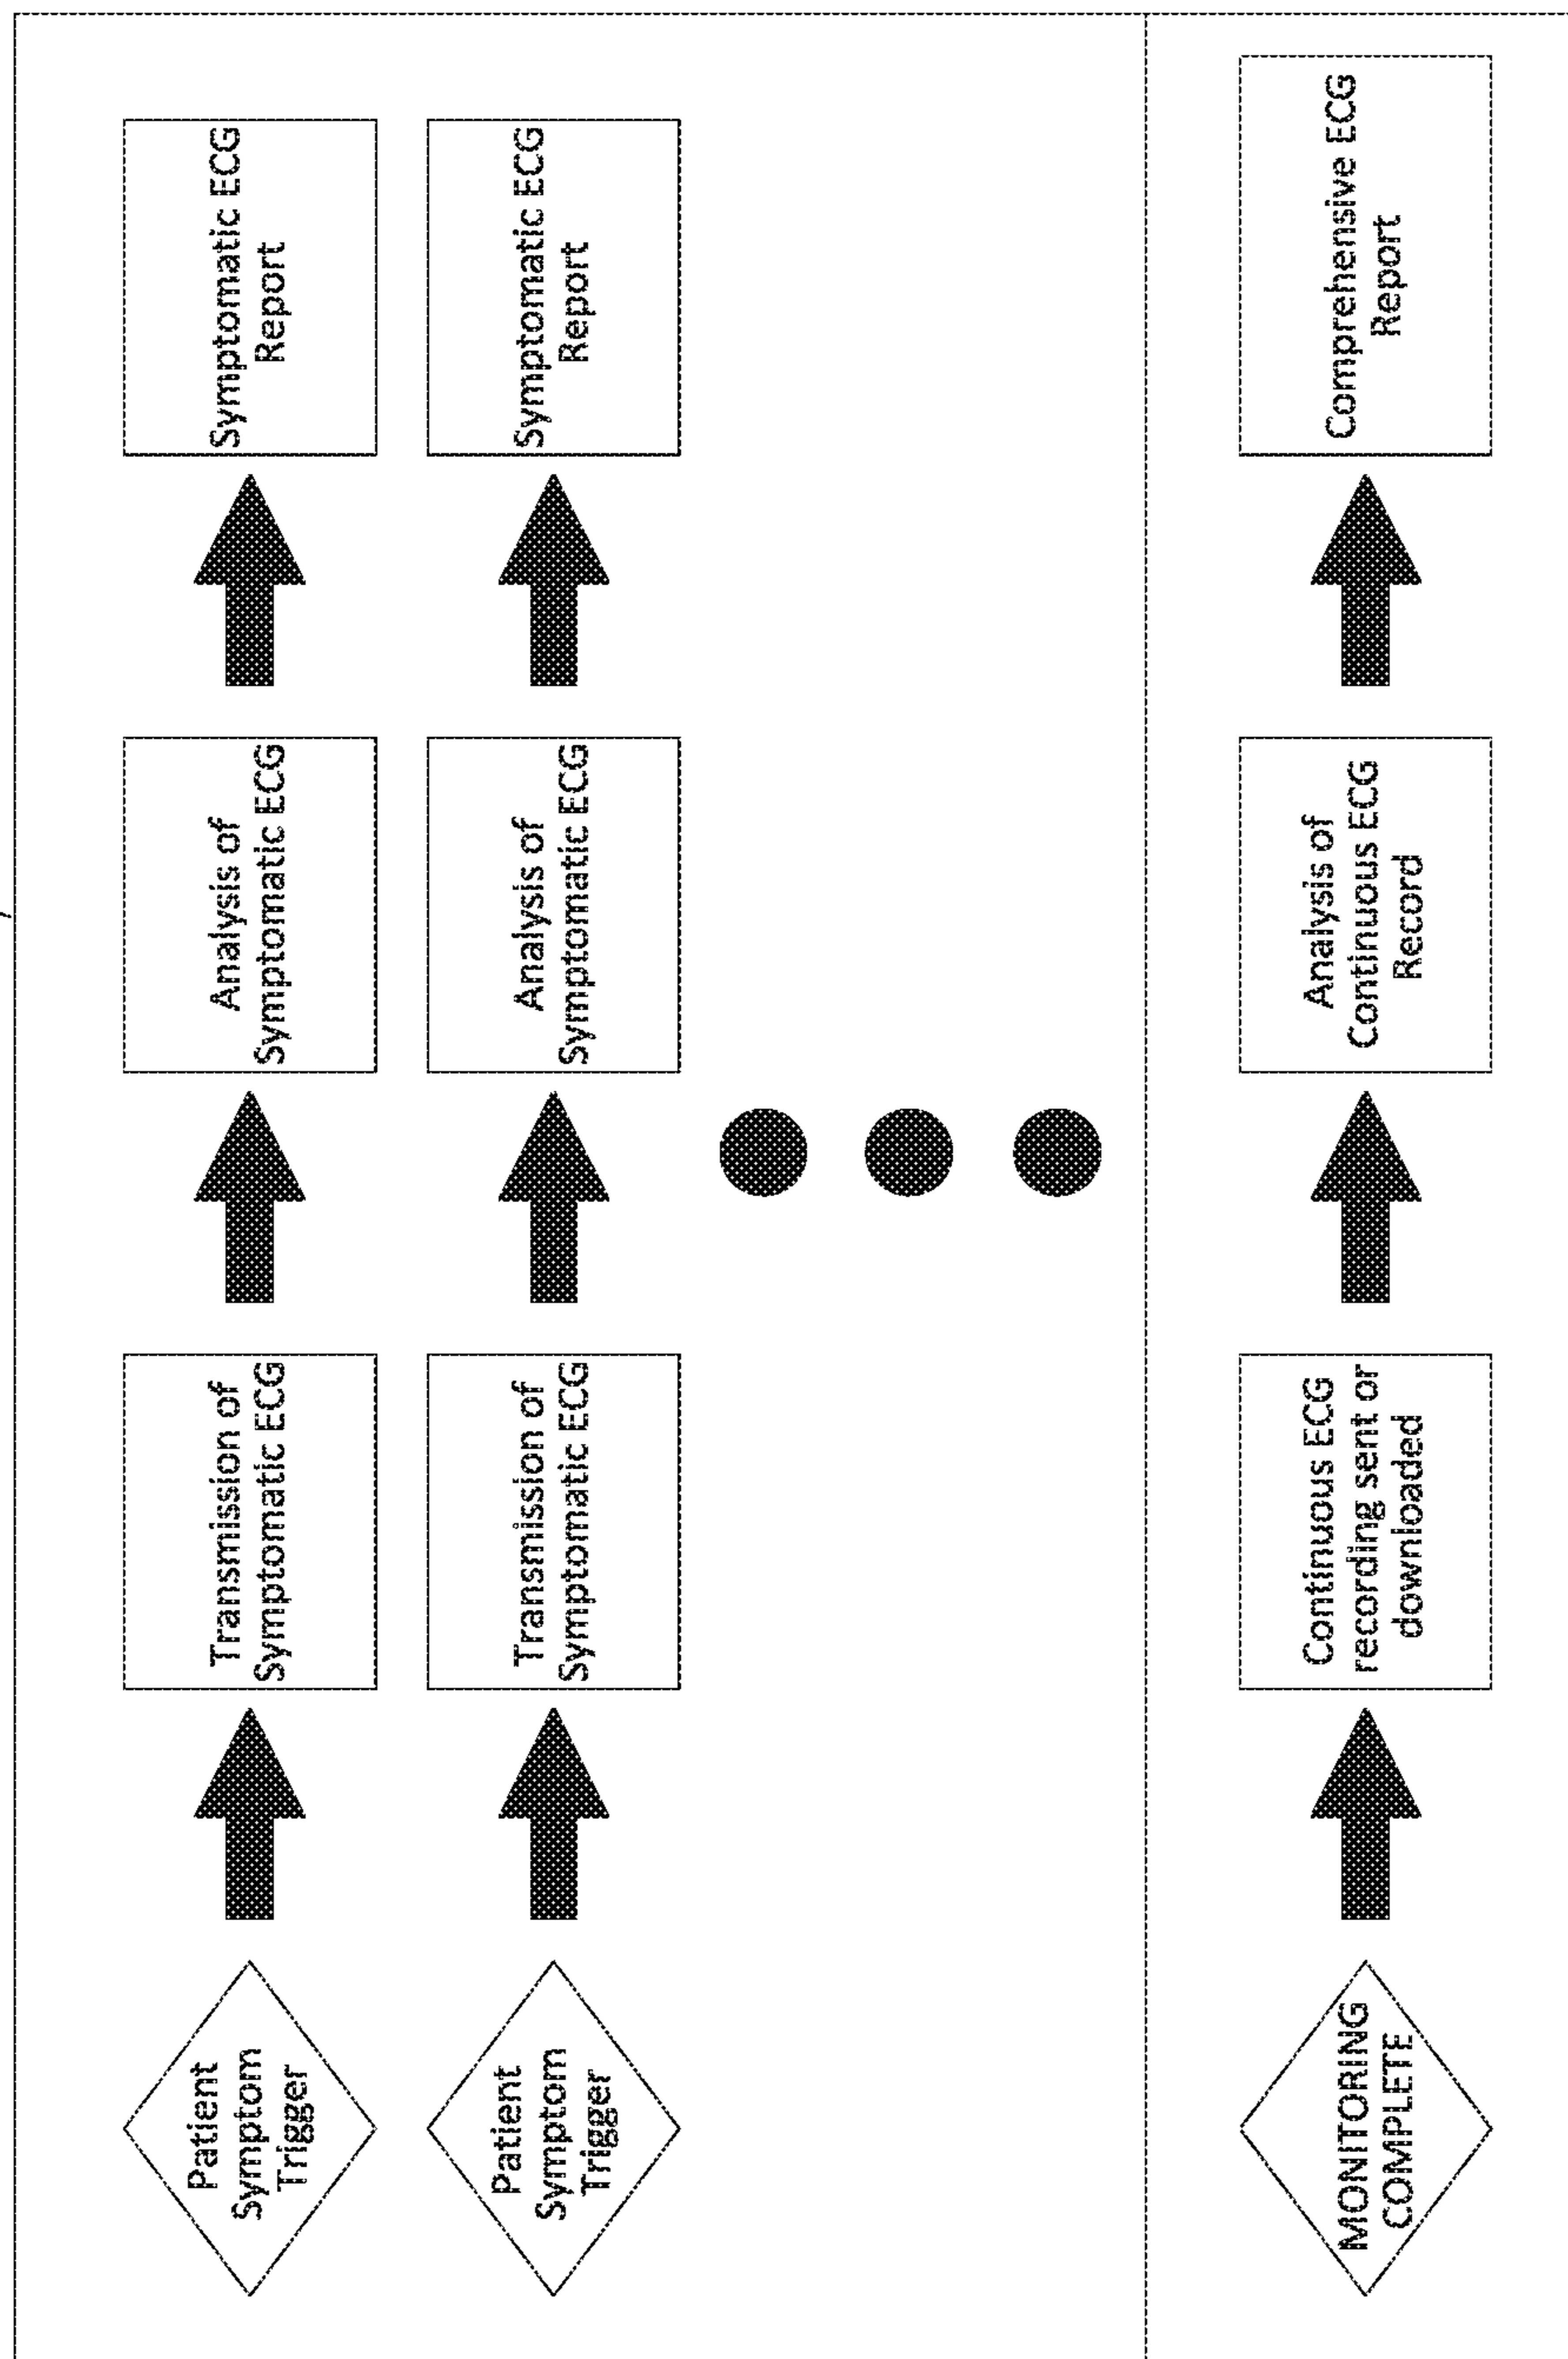 Patient
Symptom
Trigger
Transmission of
Symptomatic ECG
Analysis of
Symptomatic ECG
Symptomatic ECG
Report
Patient
Symptom
Trigger
Transmission of
Symptomatic ECG
Analysis of
Symptomatic ECG
Symptomatic ECG
Report
MONITORING
COMPLETE
Continuous ECG
recording sent or
downloaded
Analysis of
Continuous ECG
Record
Comprehensive ECG
Report